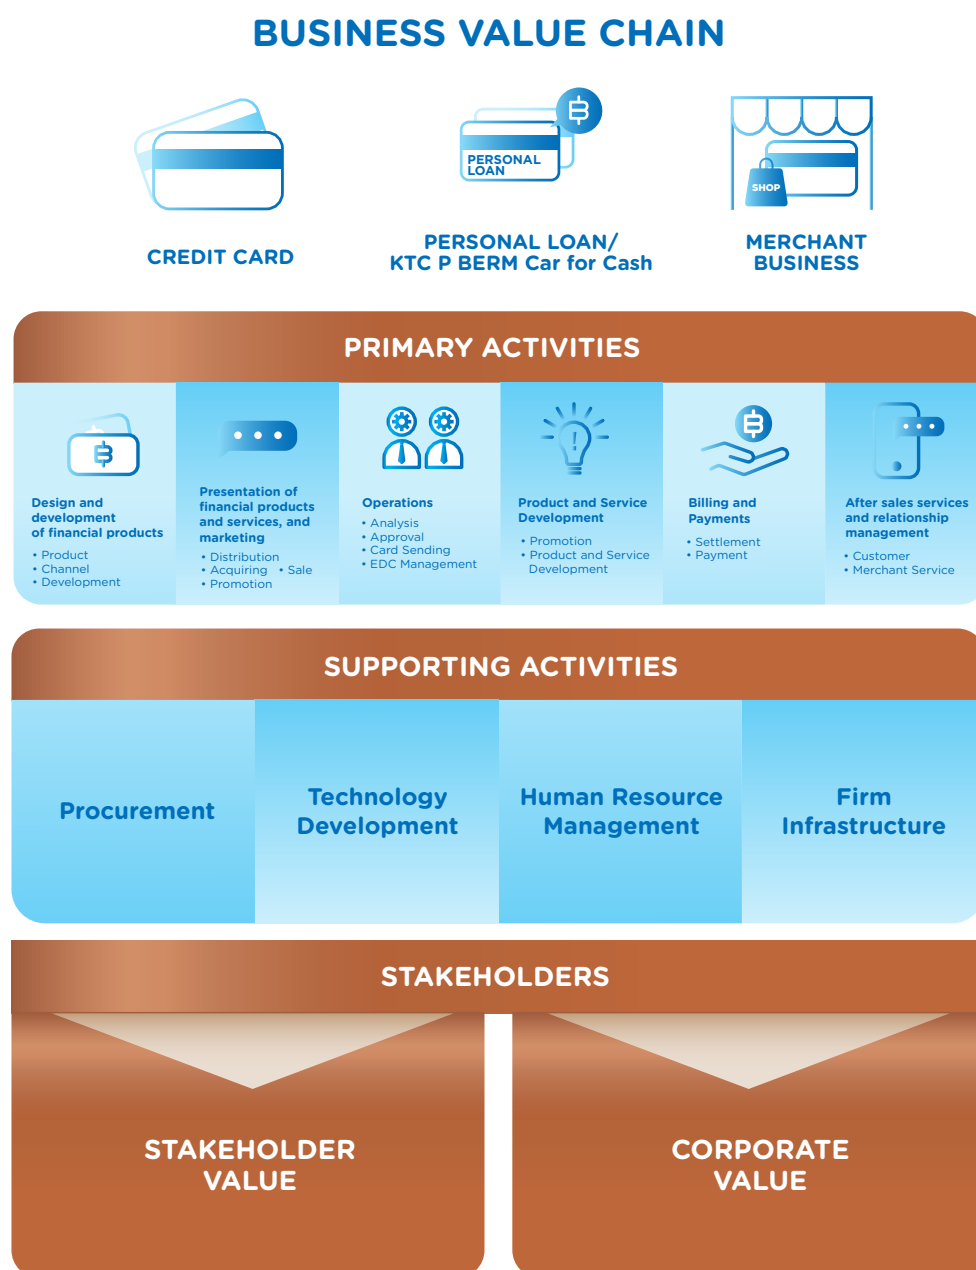 BUSINESS VALUE CHAIN
PERSONAL
LOAN
SHOP
CREDIT CARD
PERSONAL LOAN/
KTC P BERM Car for Cash
MERCHANT
BUSINESS
PRIMARY ACTIVITIES
Design and
development
of financial products
• Product
• Channel
• Development
Presentation of
financial products
and services, and
marketing
• Distribution
• Acquiring • Sale
• Promotion
Operations
• Analysis
• Approval
• Card Sending
• EDC Management
Product and Service
Development
• Promotion
• Product and Service
Development
Billing and
Payments
• Settlement
• Payment
After sales services
and relationship
management
• Customer
• Merchant Service
SUPPORTING ACTIVITIES
Procurement
Technology
Development
Human Resource
Management
Firm
Infrastructure
STAKEHOLDERS
STAKEHOLDER
VALUE
CORPORATE
VALUE